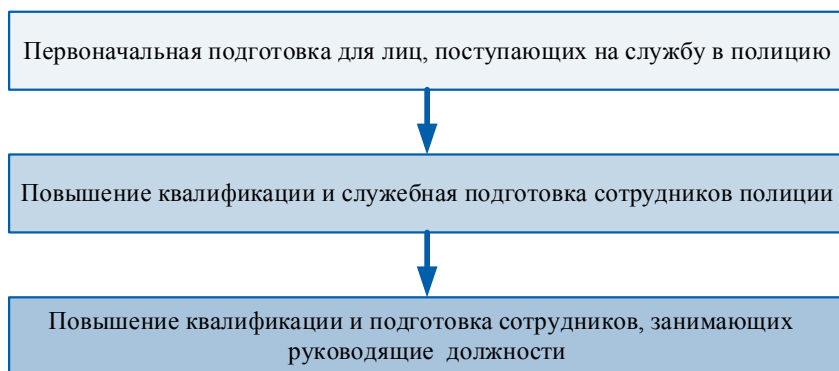 Первоначальная подготовка для лиц, поступающих на службу в полицию
Повышение квалификации и служебная подготовка сотрудников полиции
Повышение квалификации и подготовка сотрудников, занимающих
руководящие должности